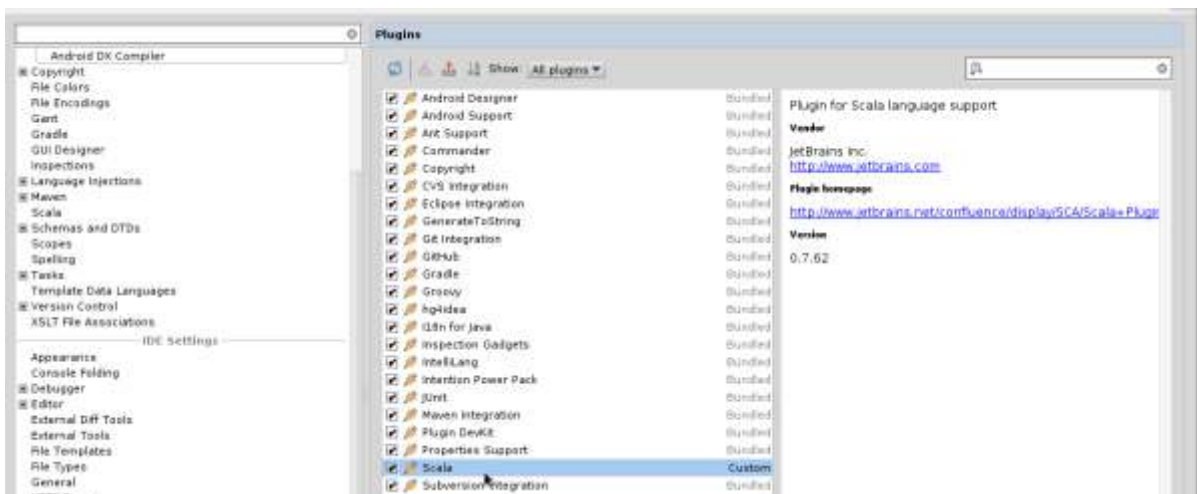 Plugins
Android DX Compiler
Copyright
File Colors
File Encodings
Gant
Gradle
GUI Designer
Inspections
Language Injections
Maven
Scala
Schemas and DTDs
Scopes
Spelling
Tasks
Template Data Languages
Version Control
XSLT File Associations
IDE Settings
Appearance
Console Folding
Debugger
Editor
External Diff Tools
External Tools
File Templates
File Types
General
Show: All plugins
Android Designer Bundled
Android Support Bundled
Ant Support Bundled
Commander Bundled
Copyright Bundled
CVS Integration Bundled
Eclipse Integration Bundled
GenerateToString Bundled
Git Integration Bundled
GitHub Bundled
Gradle Bundled
Groovy Bundled
hg4idea Bundled
I18n for Java Bundled
Inspection Gadgets Bundled
IntelliLang Bundled
Intention Power Pack Bundled
JUnit Bundled
Maven Integration Bundled
Plugin DevKit Bundled
Properties Support Bundled
Scala Custom
Subversion Integration Bundled
Plugin for Scala language support
Vendor
JetBrains Inc.
http://www.jetbrains.com
Plugin homepage
http://www.jetbrains.net/confluence/display/SCA/Scala+Plugin
Version
0.7.62